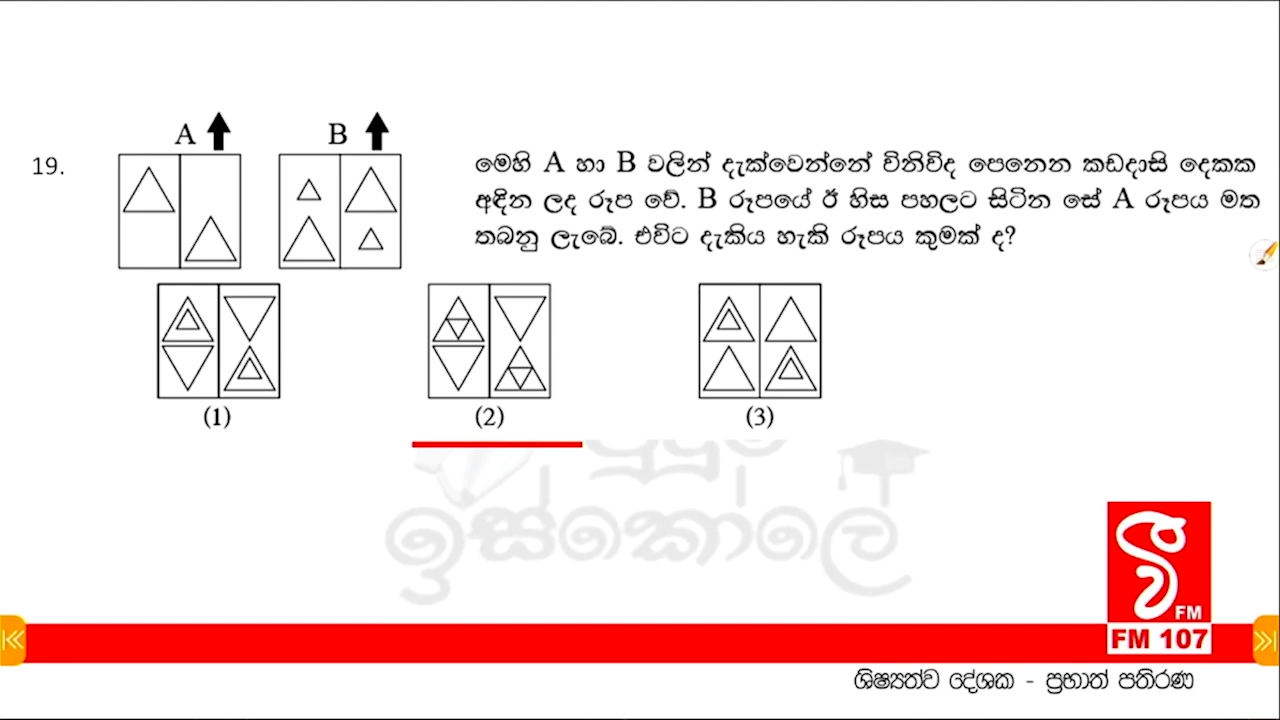 A B
19. මෙහි A හා B වලින් දැක්වෙන්නේ විනිවිද පෙනෙන කඩදාසි දෙකක
අඳින ලද රූප වේ. B රූපයේ ඊ හිස පහලට සිටින සේ A රූපය මත
තබනු ලැබේ. එවිට දැකිය හැකි රූපය කුමක් ද?
(1) (2) (3)
ඉස්කොලේ
FM
FM 107
ශිෂ්‍යත්ව දේශක - ප්‍රභාත් පතිරණ